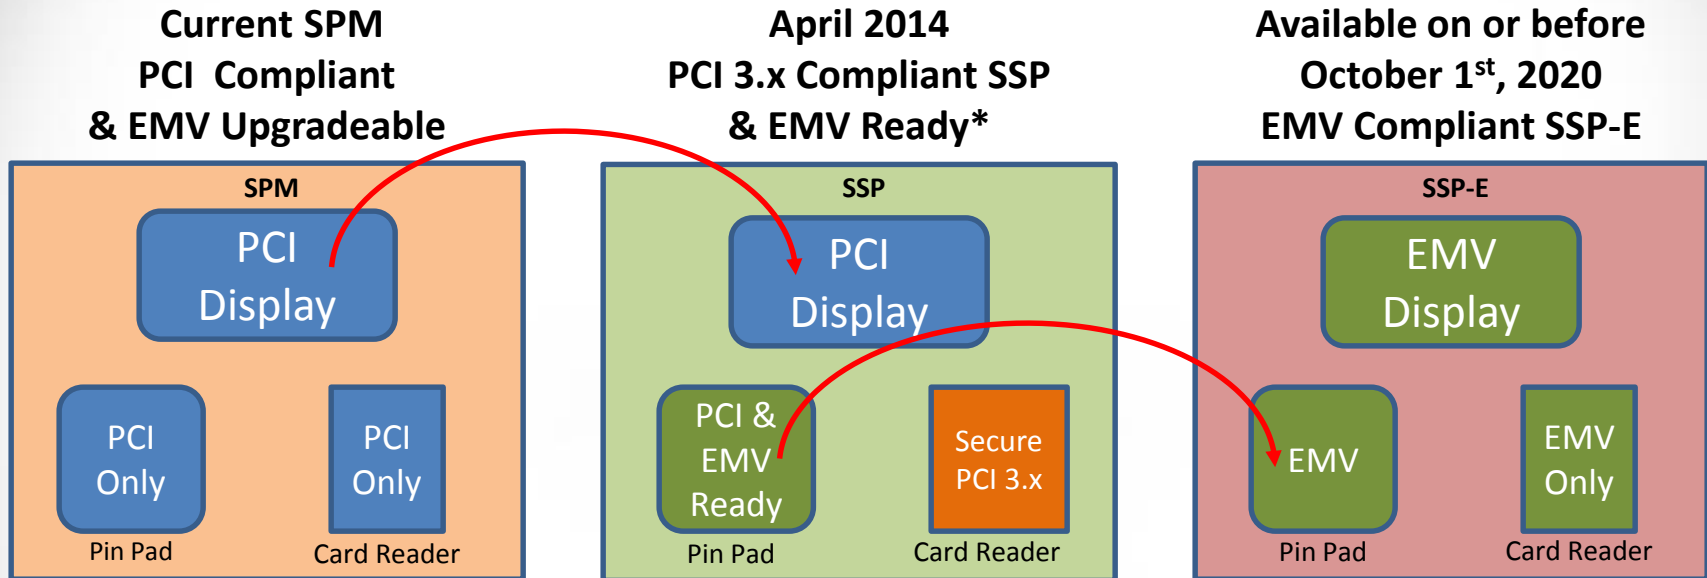 Current SPM
PCI Compliant
& EMV Upgradeable
SPM
PCI
Display
PCI
Only
Pin Pad
PCI
Only
Card Reader
April 2014
PCI 3.x Compliant SSP
& EMV Ready*
SSP
PCI
Display
PCI &
EMV
Ready
Pin Pad
Secure
PCI 3.x
Card Reader
Available on or before
October 1st, 2020
EMV Compliant SSP-E
SSP-E
EMV
Display
EMV
Pin Pad
EMV
Only
Card Reader